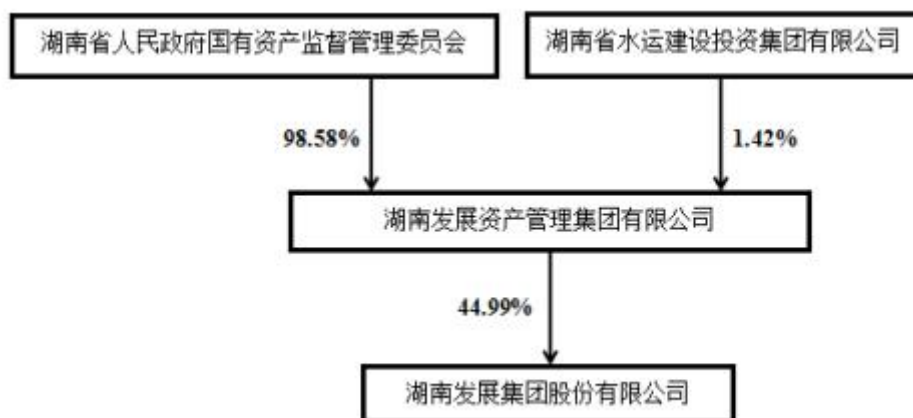 湖南省人民政府国有资产监督管理委员会
湖南省水运建设投资集团有限公司
98.58%
1.42%
湖南发展资产管理集团有限公司
44.99%
湖南发展集团股份有限公司